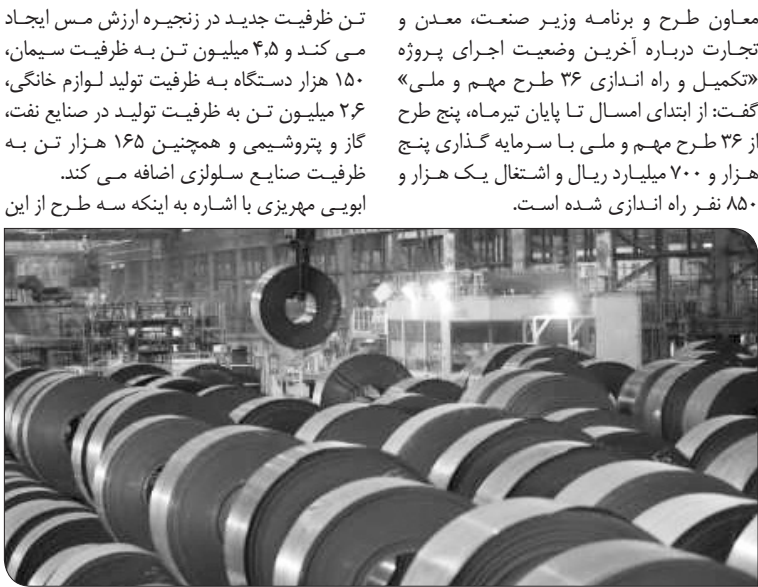 معاون طرح و برنامه وزیر صنعت، معدن و
تجارت درباره آخرین وضعیت اجرای پروژه
«تکمیل و راه اندازی ۳۶ طرح مهم و ملی»
گفت: از ابتدای امسال تا پایان تیرماه، پنج طرح
از ۳۶ طرح مهم و ملی با سرمایه گذاری پنج
هزار و ۷۰۰ میلیارد ریال و اشتغال یک هزار و
۸۵۰ نفر راه اندازی شده است.
تن ظرفیت جدید در زنجیره ارزش مس ایجاد
می کند و ۴٫۵ میلیون تن به ظرفیت سیمان،
۱۵۰ هزار دستگاه به ظرفیت تولید لوازم خانگی،
۲٫۶ میلیون تن به ظرفیت تولید در صنایع نفت،
گاز و پتروشیمی و همچنین ۱۶۵ هزار تن به
ظرفیت صنایع سلولزی اضافه می کند.
ابویی مهریزی با اشاره به اینکه سه طرح از این